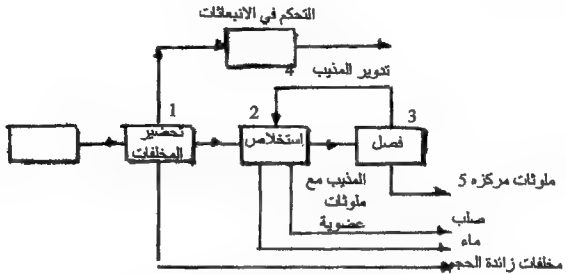 التحكم في الانبعاثات
4
تدوير المذيب
1
2
3
تحضير
المخلفات
إستخلاص
فصل
ملوثات مركزه 5
المذيب مع
ملوثات
عضوية
صلب
ماء
مخلفات زائدة الحجم